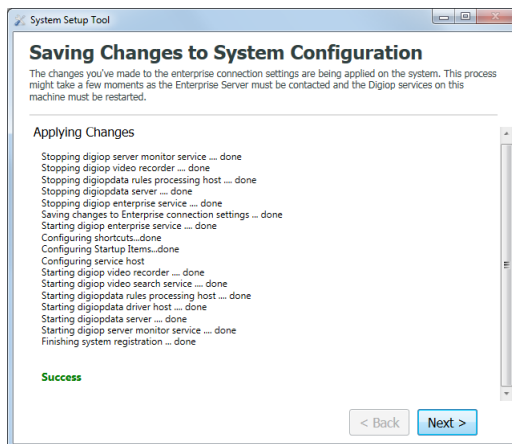 System Setup Tool
Saving Changes to System Configuration
The changes you've made to the enterprise connection settings are being applied on the system. This process
might take a few moments as the Enterprise Server must be contacted and the Digiop services on this
machine must be restarted.
Applying Changes
Stopping digiop server monitor service .... done
Stopping digiop video recorder .... done
Stopping digiopdata rules processing host .... done
Stopping digiopdata server .... done
Stopping digiop enterprise service .... done
Saving changes to Enterprise connection settings ... done
Starting digiop enterprise service .... done
Configuring shortcuts...done
Configuring Startup Items...done
Configuring service host
Starting digiop video recorder .... done
Starting digiop video search service .... done
Starting digiopdata rules processing host .... done
Starting digiopdata driver host .... done
Starting digiopdata server .... done
Starting digiop server monitor service .... done
Finishing system registration ... done
Success
< Back
Next >